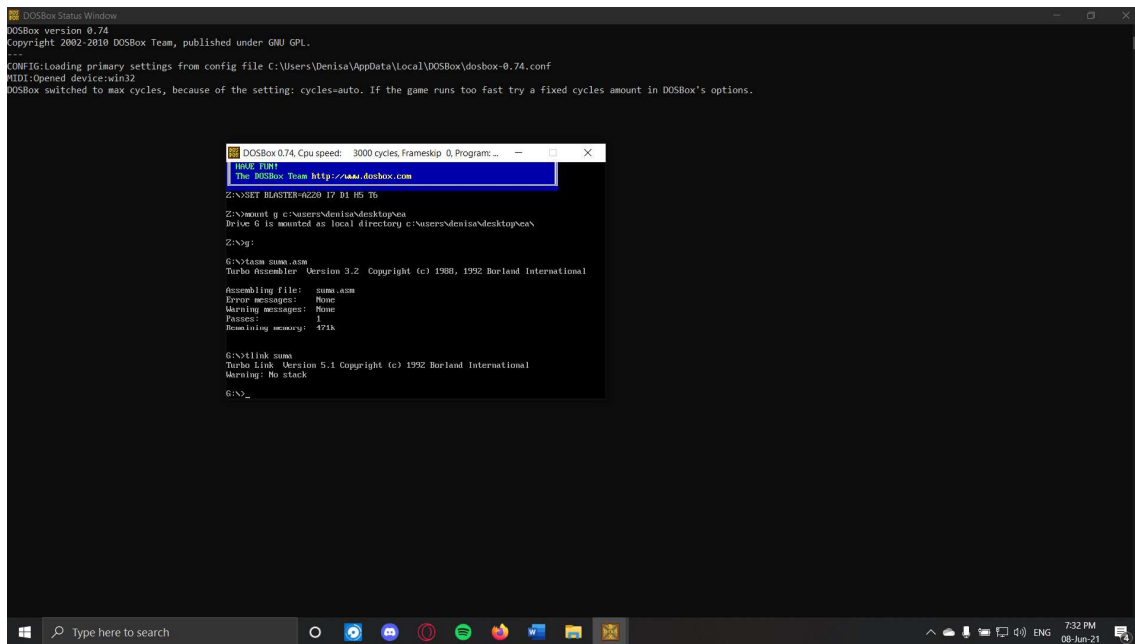 DOSBox Status Window
DOSBox version 0.74
Copyright 2002-2010 DOSBox Team, published under GNU GPL.
---
CONFIG:Loading primary settings from config file C:\Users\Denisa\AppData\Local\DOSBox\dosbox-0.74.conf
MIDI:Opened device:win32
DOSBox switched to max cycles, because of the setting: cycles=auto. If the game runs too fast try a fixed cycles amount in DOSBox's options.
DOSBox 0.74, Cpu speed: 3000 cycles, Frameskip 0, Program: ...
HAVE FUN!
The DOSBox Team http://www.dosbox.com
Z:\>SET BLASTER=A220 I7 D1 H5 T6
Z:\>mount g c:\users\denisa\desktop\ea
Drive G is mounted as local directory c:\users\denisa\desktop\ea\
Z:\>g:
G:\>tasm suma.asm
Turbo Assembler Version 3.2 Copyright (c) 1988, 1992 Borland International
Assembling file: suma.asm
Error messages: None
Warning messages: None
Passes: 1
Remaining memory: 471k
G:\>tlink suma
Turbo Link Version 5.1 Copyright (c) 1992 Borland International
Warning: No stack
G:\>_
Type here to search
ENG
7:32 PM
08-Jun-21
4